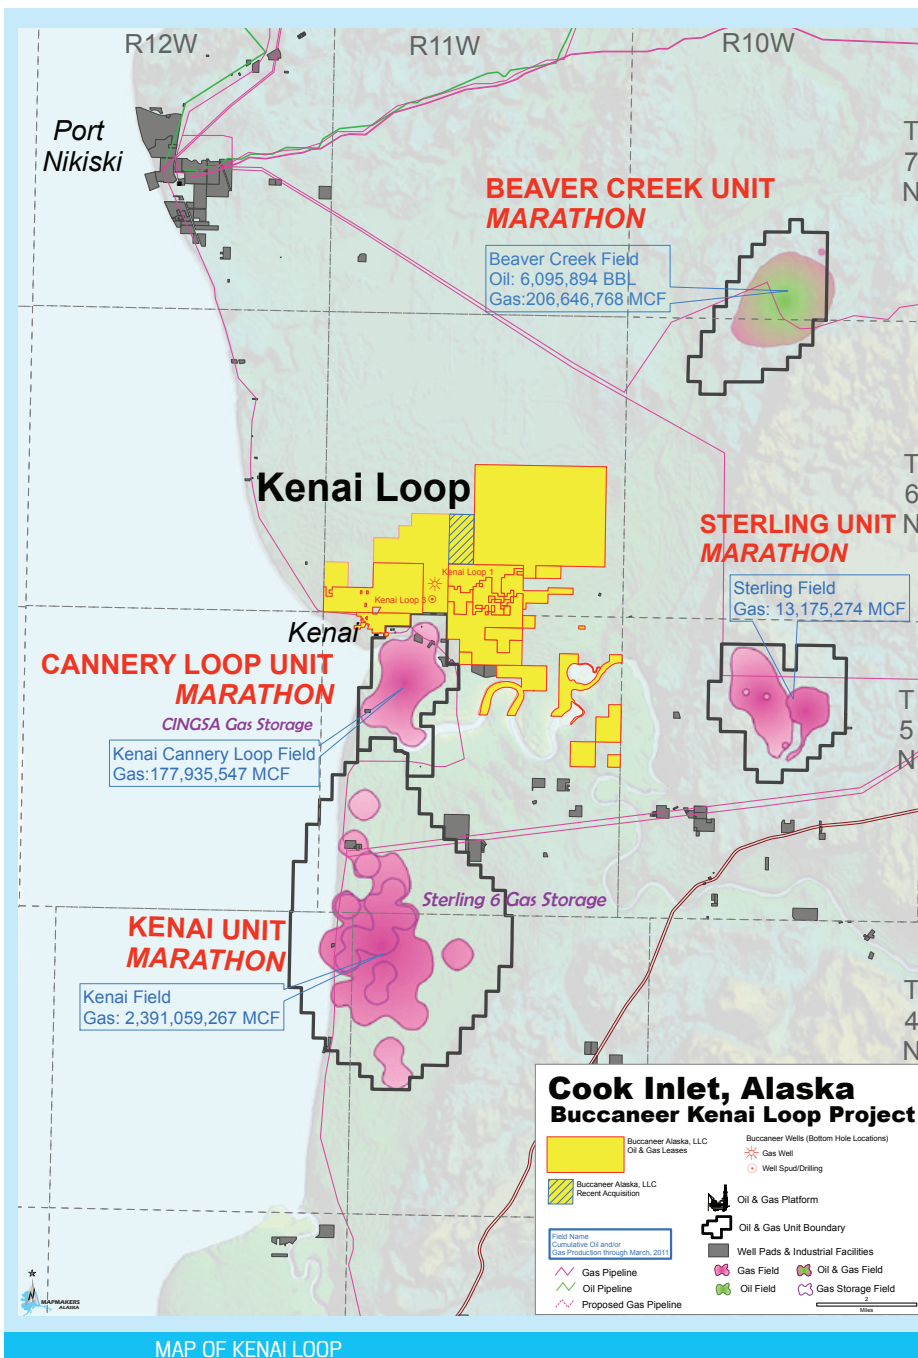 R12W
R11W
R10W
Port
Nikiski
T
7
N
BEAVER CREEK UNIT
MARATHON
Beaver Creek Field
Oil: 6,095,894 BBL
Gas:206,646,768 MCF
Kenai Loop
T
6
N
STERLING UNIT
MARATHON
Kenai Loop 1
Kenai Loop 3
Sterling Field
Gas: 13,175,274 MCF
Kenai
CANNERY LOOP UNIT
MARATHON
CINGSA Gas Storage
T
5
N
Kenai Cannery Loop Field
Gas:177,935,547 MCF
Sterling 6 Gas Storage
KENAI UNIT
MARATHON
Kenai Field
Gas: 2,391,059,267 MCF
T
4
N
Cook Inlet, Alaska
Buccaneer Kenai Loop Project
Buccaneer Alaska, LLC
Oil & Gas Leases
Buccaneer Alaska, LLC
Recent Acquisition
Field Name
Cumulative Oil and/or
Gas Production through March, 2011
Gas Pipeline
Oil Pipeline
Proposed Gas Pipeline
Buccaneer Wells (Bottom Hole Locations)
Gas Well
Well Spud/Drilling
Oil & Gas Platform
Oil & Gas Unit Boundary
Well Pads & Industrial Facilities
Gas Field
Oil & Gas Field
Oil Field
Gas Storage Field
2
Miles
N
MAPMAKERS
ALASKA
MAP OF KENAI LOOP